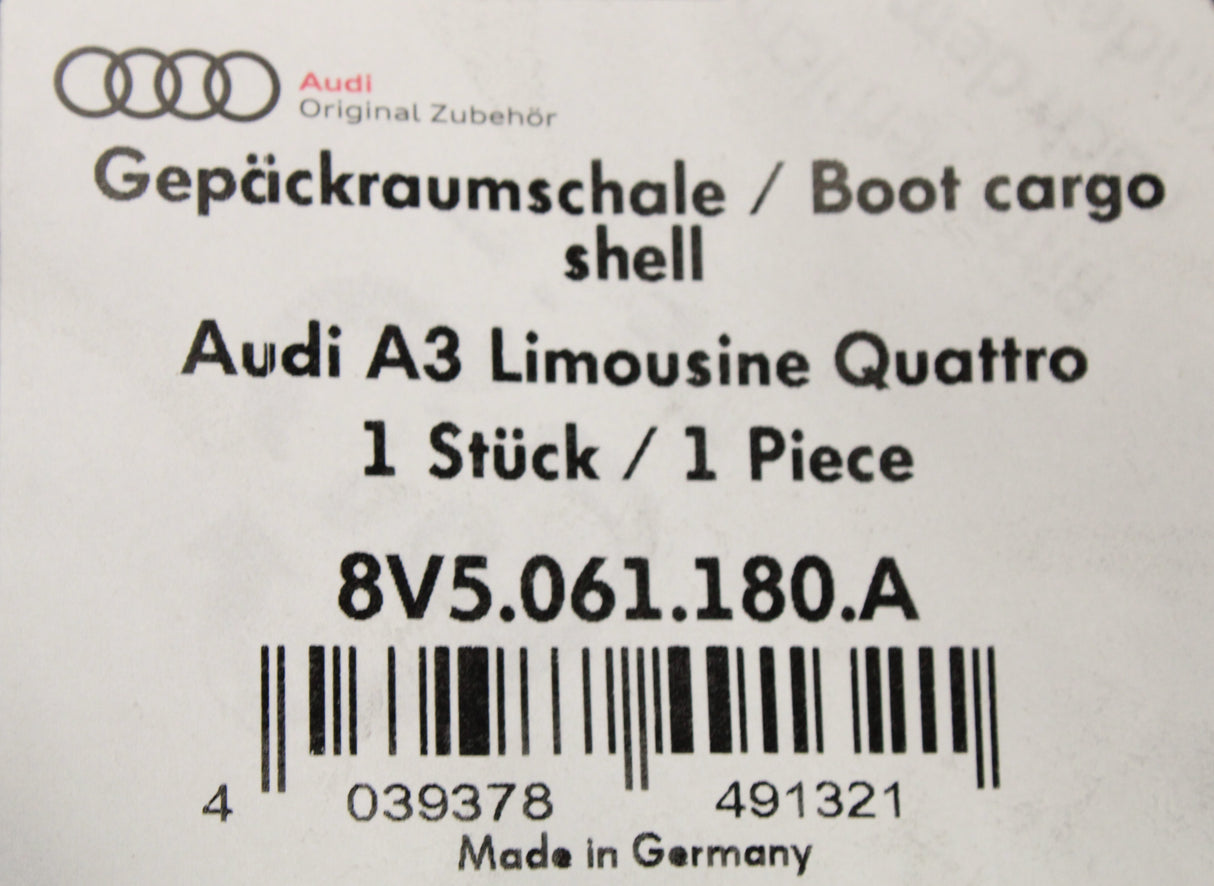 Audi
Original Zubehör
Gepäckraumschale / Boot cargo
shell
Audi A3 Limousine Quattro
1 Stück / 1 Piece
8V5.061.180.A
4 039378 491321
Made in Germany